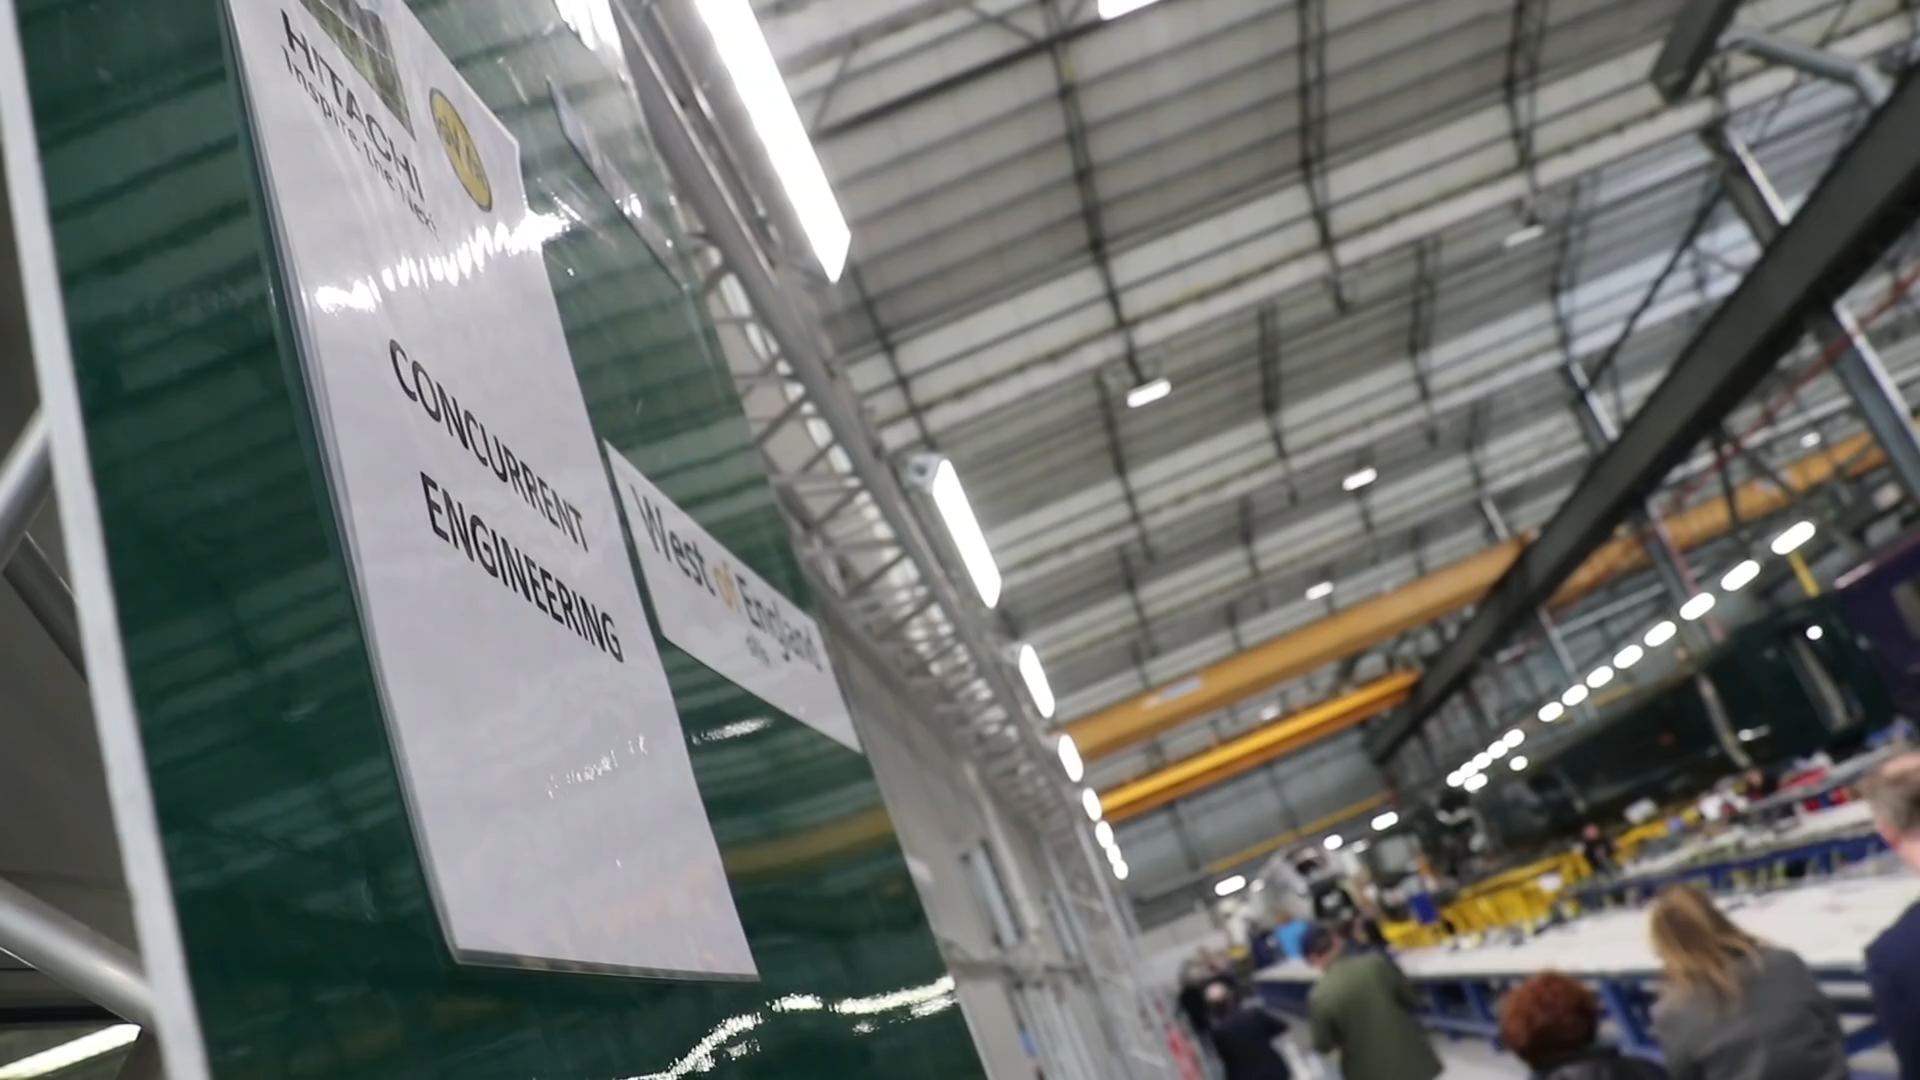 HITACHI
Inspire the Next
CONCURRENT
ENGINEERING
West of England